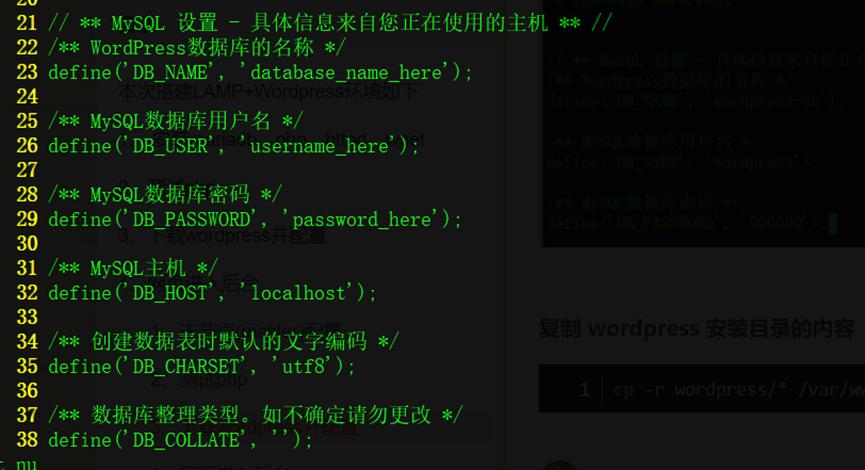 21 // ** MySQL 设置 - 具体信息来自您正在使用的主机 ** //
22 /** WordPress数据库的名称 */
23 define('DB_NAME', 'database_name_here');
24
25 /** MySQL数据库用户名 */
26 define('DB_USER', 'username_here');
27
28 /** MySQL数据库密码 */
29 define('DB_PASSWORD', 'password_here');
30
31 /** MySQL主机 */
32 define('DB_HOST', 'localhost');
33
34 /** 创建数据表时默认的文字编码 */
35 define('DB_CHARSET', 'utf8');
36
37 /** 数据库整理类型。如不确定请勿更改 */
38 define('DB_COLLATE', '');
本次搭建LAMP+Wordpress环境如下
3、下载wordpress并配置
2、测试php
/** WordPress数据库的名称 */
define('DB_NAME', 'wordpress-db');
/** MySQL数据库用户名 */
define('DB_USER', 'wordpress');
/** MySQL数据库密码 */
define('DB_PASSWORD', '000000');
复制 wordpress 安装目录的内容
1 cp -r wordpress/* /var/ww